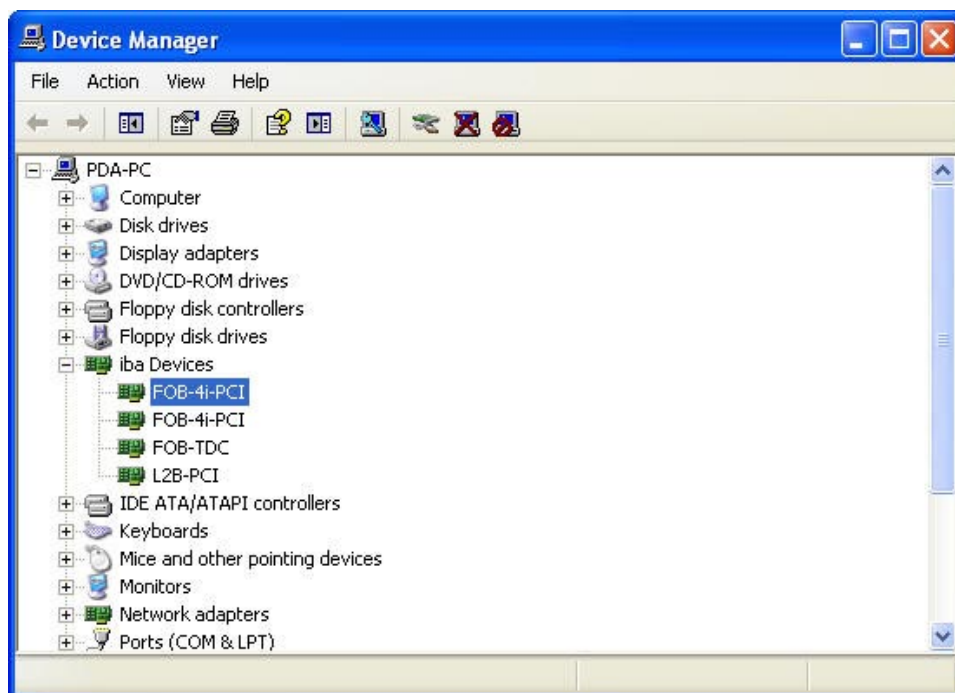 Device Manager
File Action View Help
PDA-PC
Computer
Disk drives
Display adapters
DVD/CD-ROM drives
Floppy disk controllers
Floppy disk drives
iba Devices
FOB-4i-PCI
FOB-4i-PCI
FOB-TDC
L2B-PCI
IDE ATA/ATAPI controllers
Keyboards
Mice and other pointing devices
Monitors
Network adapters
Ports (COM & LPT)